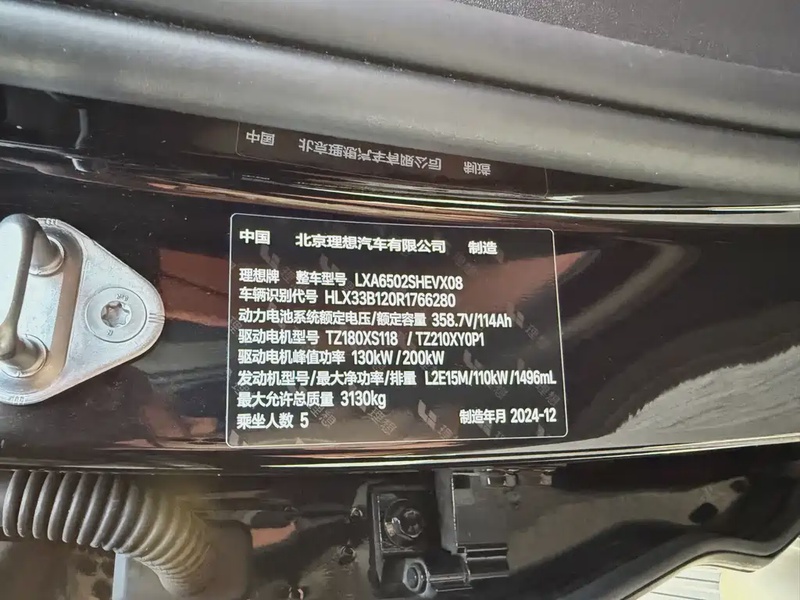 中国 北京理想汽车有限公司 制造
理想牌 整车型号 LXA6502SHEVX08
车辆识别代号 HLX33B120R1766280
动力电池系统额定电压/额定容量 358.7V/114Ah
驱动电机型号 TZ180XS118 /TZ210XY0P1
驱动电机峰值功率 130kW/200kW
发动机型号/最大净功率/排量 L2E15M/110kW/1496mL
最大允许总质量 3130kg
乘坐人数 5 制造年月 2024-12